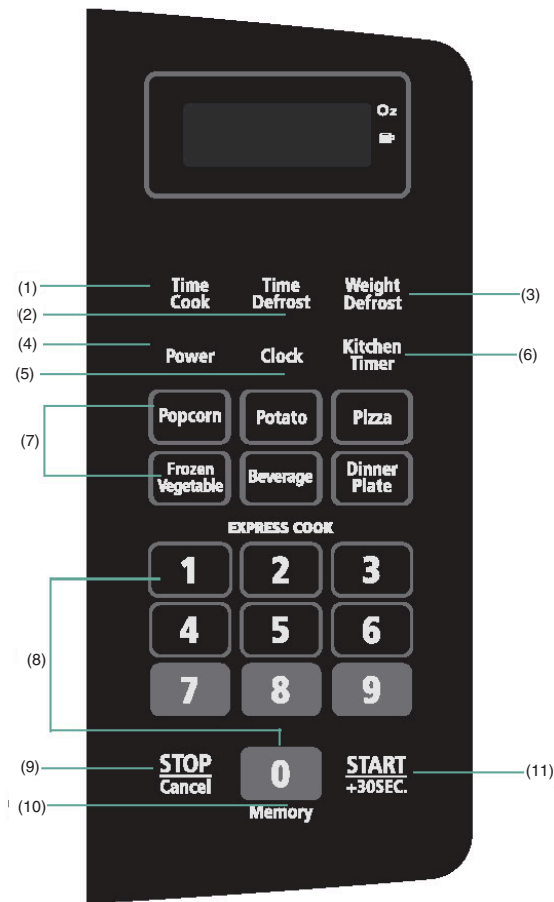 Oz
(1) Time Cook
(2) Time Defrost
Weight Defrost (3)
(4) Power
(5) Clock
Kitchen Timer (6)
(7)
Popcorn Potato Pizza
Frozen Vegetable Beverage Dinner Plate
EXPRESS COOK
1 2 3
4 5 6
(8)
7 8 9
(9) STOP Cancel
0
START +30SEC. (11)
(10) Memory